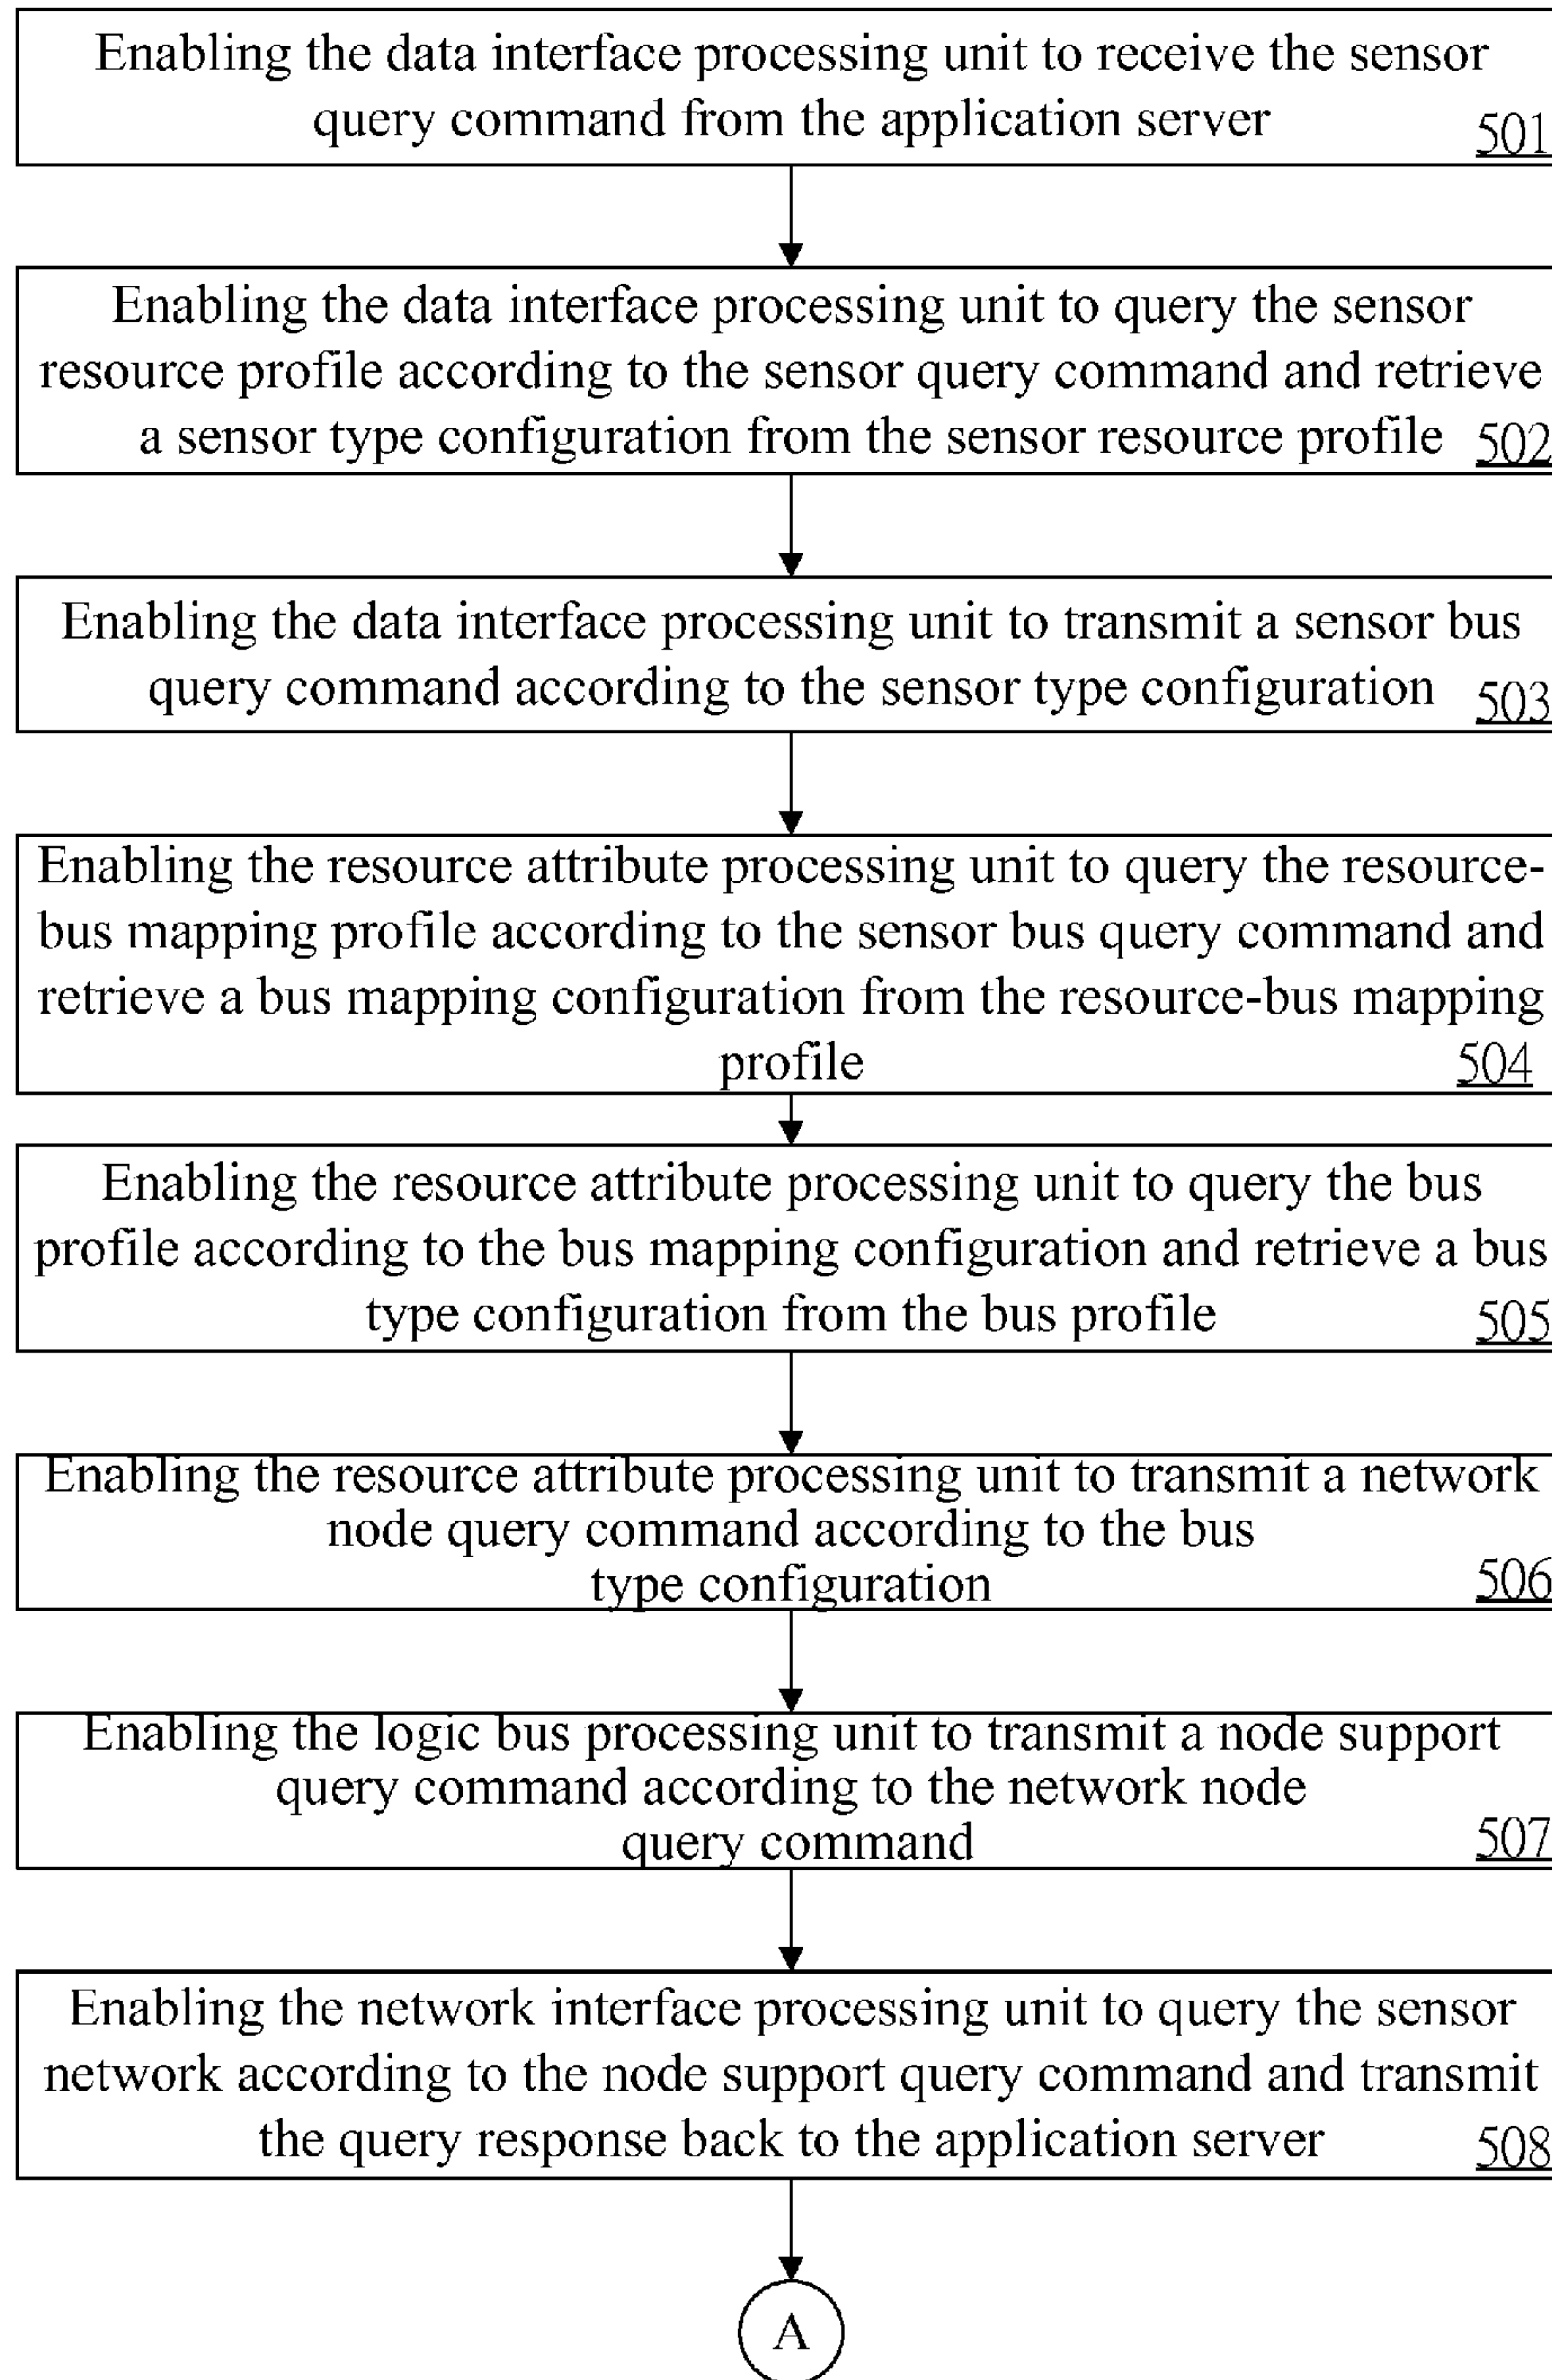 Enabling the data interface processing unit to receive the sensor
query command from the application server
501
Enabling the data interface processing unit to query the sensor
resource profile according to the sensor query command and retrieve
a sensor type configuration from the sensor resource profile
502
Enabling the data interface processing unit to transmit a sensor bus
query command according to the sensor type configuration
503
Enabling the resource attribute processing unit to query the resource-
bus mapping profile according to the sensor bus query command and
retrieve a bus mapping configuration from the resource-bus mapping
profile
504
Enabling the resource attribute processing unit to query the bus
profile according to the bus mapping configuration and retrieve a bus
type configuration from the bus profile
505
Enabling the resource attribute processing unit to transmit a network
node query command according to the bus
type configuration
506
Enabling the logic bus processing unit to transmit a node support
query command according to the network node
query command
507
Enabling the network interface processing unit to query the sensor
network according to the node support query command and transmit
the query response back to the application server
508
A